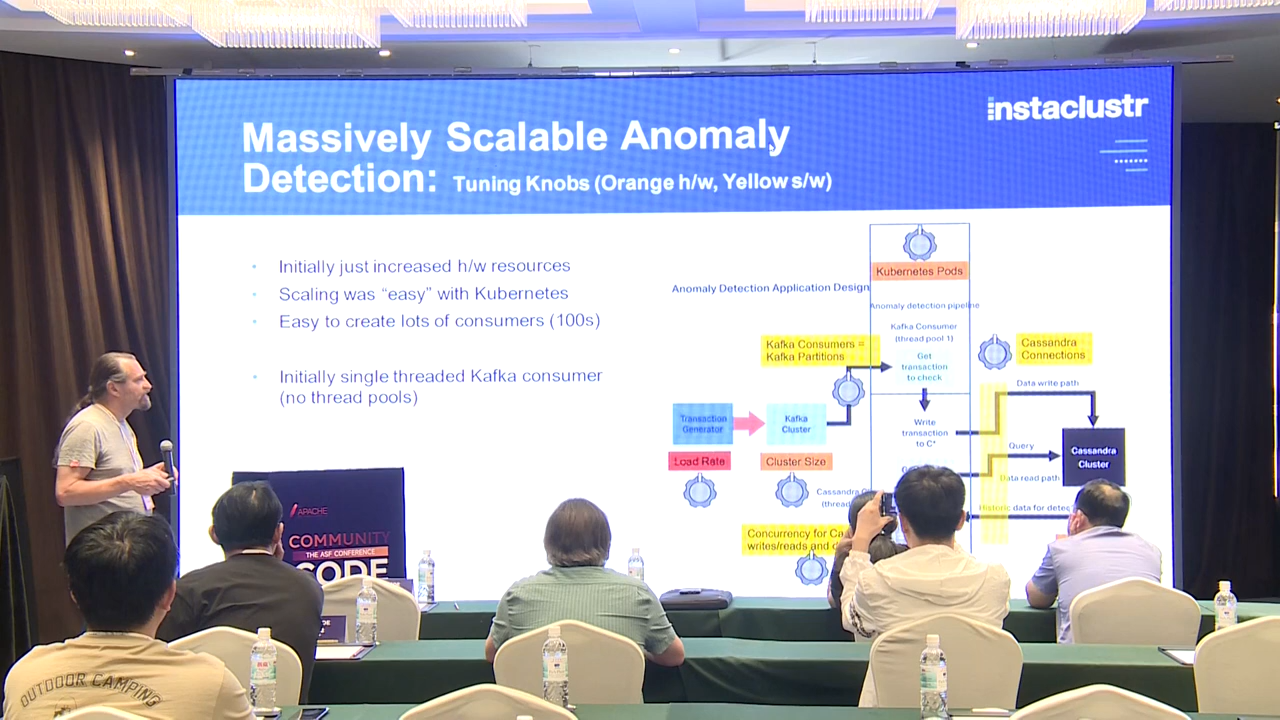 instaclustr
Massively Scalable Anomaly
Detection: Tuning Knobs (Orange h/w, Yellow s/w)
Initially just increased h/w resources
Scaling was “easy” with Kubernetes
Easy to create lots of consumers (100s)
Initially single threaded Kafka consumer
(no thread pools)
Kubernetes Pods
Anomaly Detection Application Design
Anomaly detection pipeline
Kafka Consumer
(thread pool 1)
Kafka Consumers =
Kafka Partitions
Get
transaction
to check
Cassandra
Connections
Data write path
Transaction
Generator
Kafka
Cluster
Write
transaction
to C*
Query
Cassandra
Cluster
Load Rate
Cluster Size
Data read path
Cassandra
(thread
Historic data for
Concurrency for
writes/reads and
APACHE
COMMUNITY
THE ASF CONFERENCE
CODE
OUTDOOR CAMPING